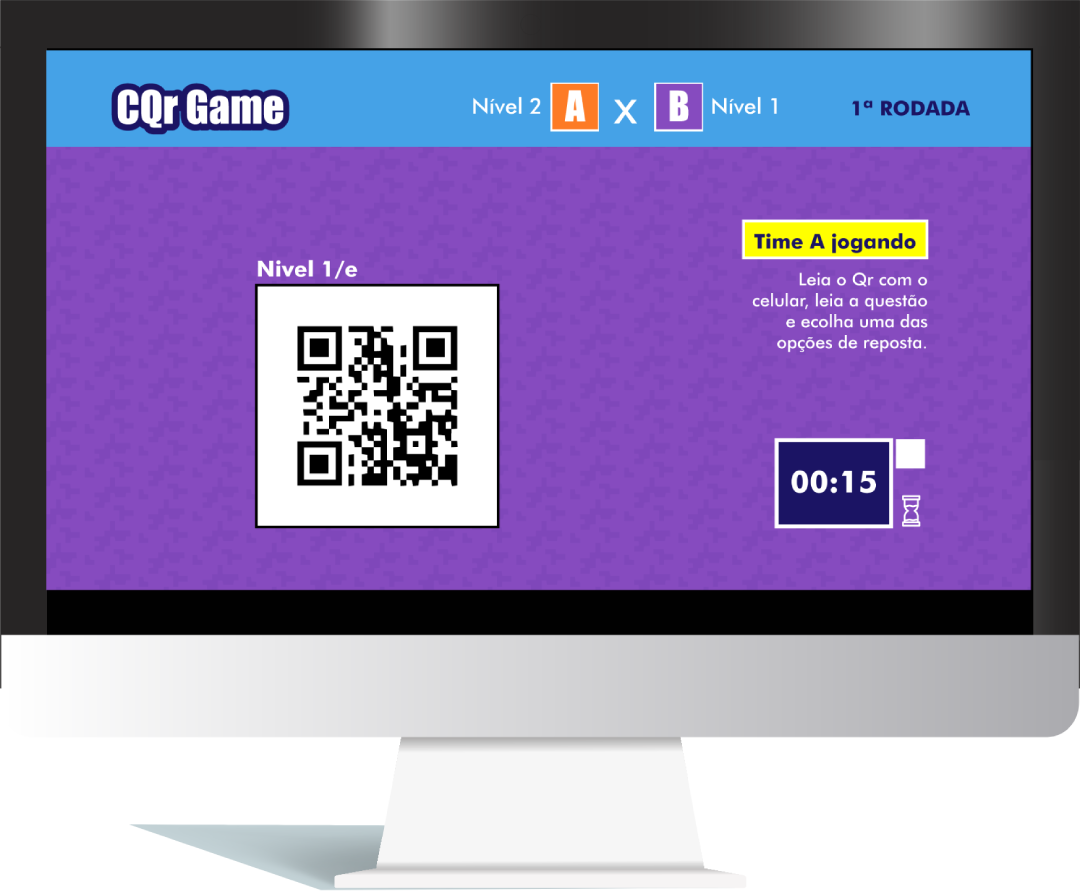 CQr Game
Nível 2 A X B Nível 1
1ª RODADA
Nivel 1/e
Time A jogando
Leia o Qr com o
celular, leia a questão
e ecolha uma das
opções de reposta.
00:15